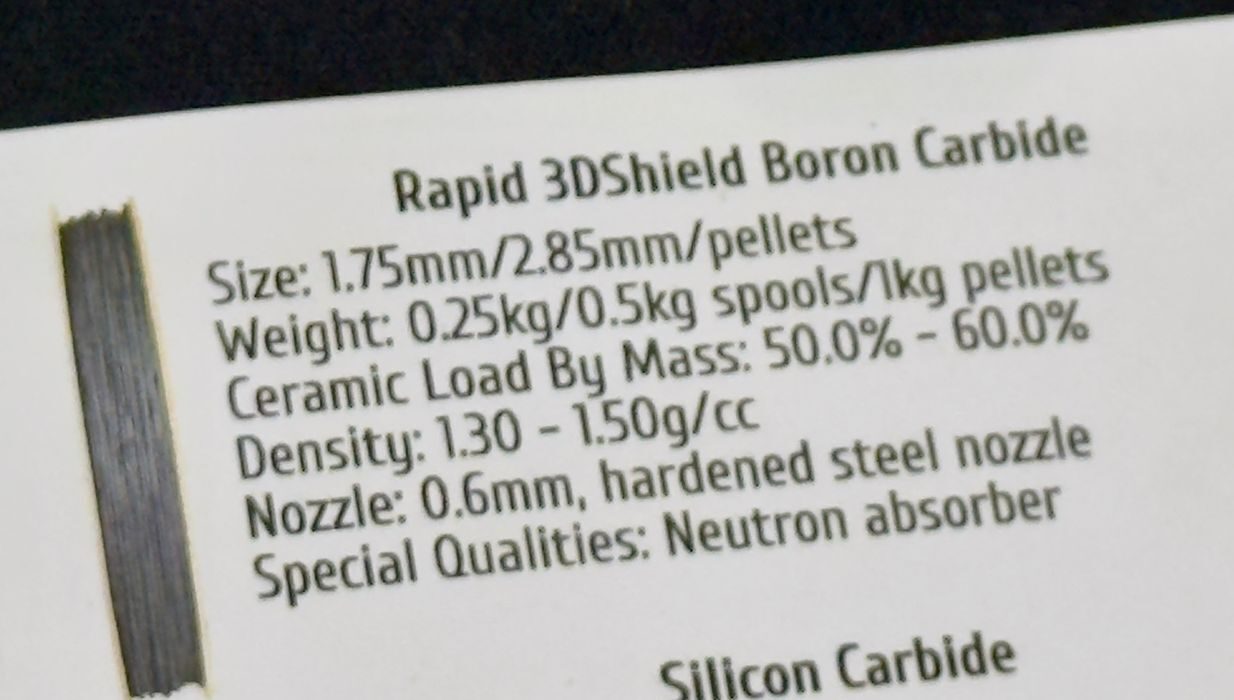 Rapid 3DShield Boron Carbide
Size: 1.75mm/2.85mm/pellets
Weight: 0.25kg/0.5kg spools/1kg pellets
Ceramic Load By Mass: 50.0% - 60.0%
Density: 1.30 - 1.50g/cc
Nozzle: 0.6mm, hardened steel nozzle
Special Qualities: Neutron absorber
Silicon Carbide